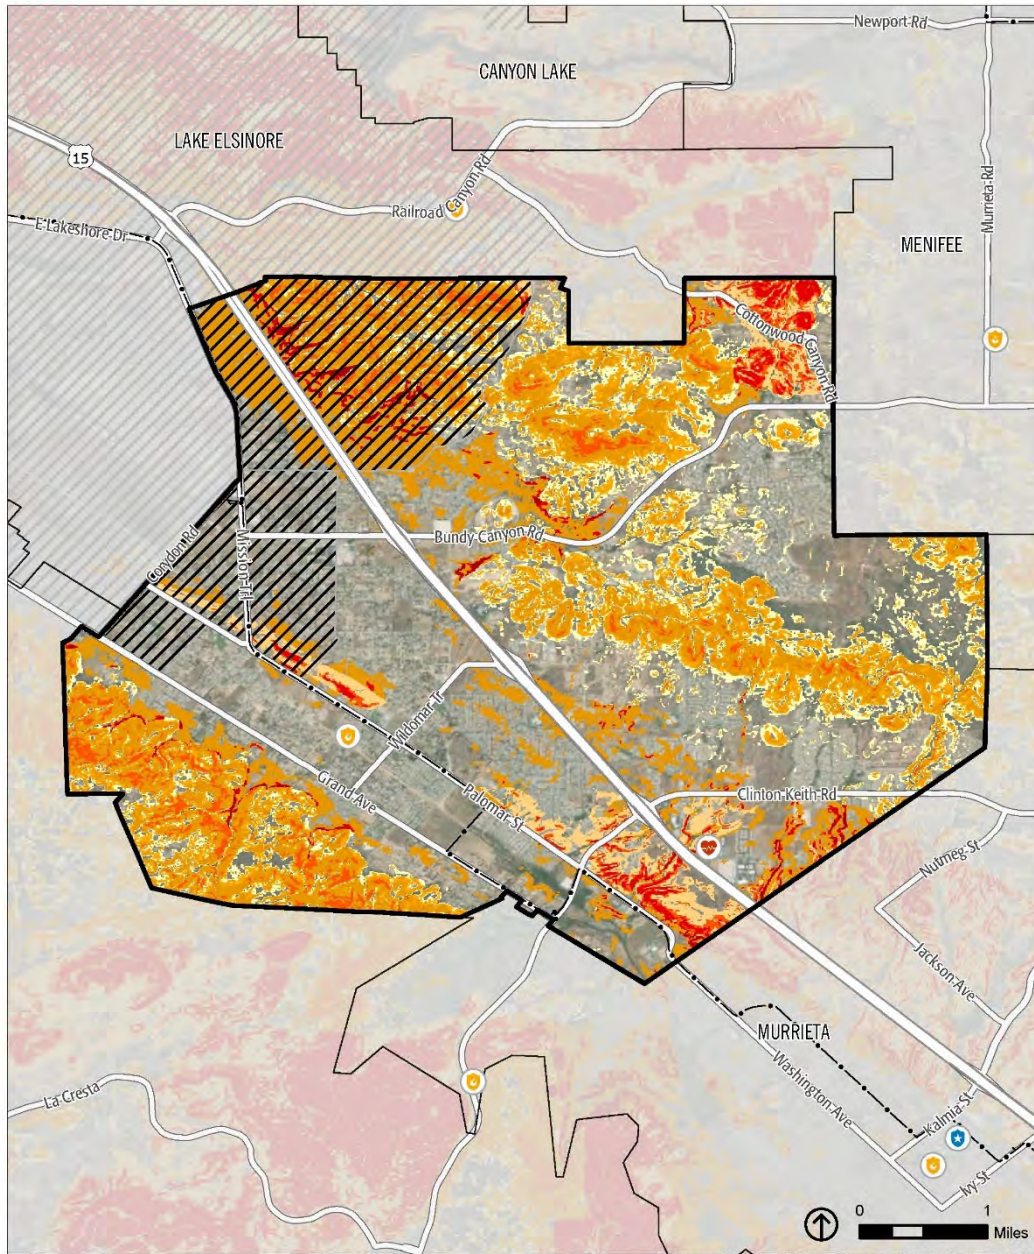 Newport Rd
CANYON LAKE
LAKE ELSINORE
15
Murrieta Rd
Railroad Canyon Rd
E Lakeshore Dr
MENIFEE
Cottonwood Canyon Rd
Bundy Canyon Rd
Corydon Rd
Mission Trl
Wildomar Tr
Grand Ave
Palomar St
Clinton Keith Rd
Nutmeg St
Jackson Ave
MURRIETA
Washington Ave
La Cresta
Kalmia St
Ivy St
0 1
Miles